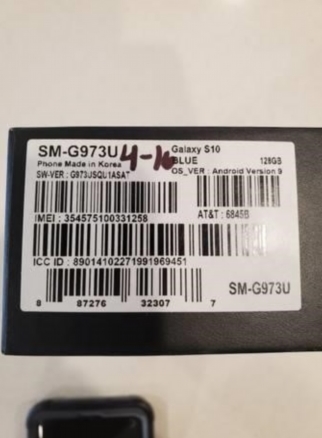 SM-G973U 4-16 Galaxy S10
Phone Made in Korea BLUE 128GB
SW-VER : G973USQU1ASAT OS_VER : Android Version 9
IMEI : 354575100331258 AT&T : 6845B
ICC ID : 89014102271991969451
SM-G973U
8 87276 32307 7